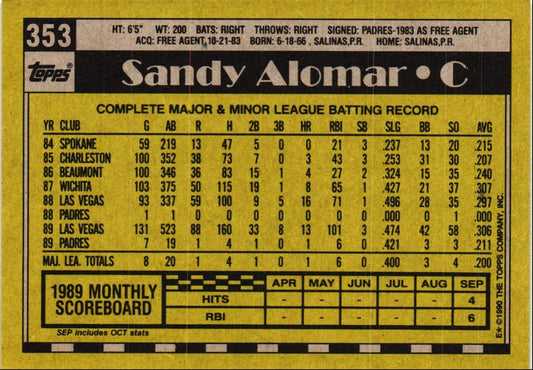 353
HT: 6'5" WT: 200 BATS: RIGHT THROWS: RIGHT SIGNED: PADRES-1983 AS FREE AGENT
ACQ: FREE AGENT, 10-21-83 BORN: 6-18-66, SALINAS, P.R. HOME: SALINAS, P.R.
Topps®
Sandy Alomar • C
COMPLETE MAJOR & MINOR LEAGUE BATTING RECORD
YR CLUB G AB R H 2B 3B HR RBI SB SLG BB SO AVG
84 SPOKANE 59 219 13 47 5 0 0 21 3 .237 13 20 .215
85 CHARLESTON 100 352 38 73 7 0 3 43 3 .253 31 30 .207
86 BEAUMONT 100 346 36 83 15 1 4 27 2 .324 15 35 .240
87 WICHITA 103 375 50 115 19 1 8 65 1 .427 21 37 .307
88 LAS VEGAS 93 337 59 100 9 5 16 71 1 .496 28 35 .297
88 PADRES 1 1 0 0 0 0 0 0 0 .000 0 1 .000
89 LAS VEGAS 131 523 88 160 33 8 13 101 3 .474 42 58 .306
89 PADRES 7 19 1 4 1 0 1 6 0 .421 3 3 .211
MAJ. LEA. TOTALS 8 20 1 4 1 0 1 6 0 .400 3 4 .200
1989 MONTHLY SCOREBOARD
APR MAY JUN JUL AUG SEP
HITS - - - - - 4
RBI - - - - - 6
SEP includes OCT stats
E★ © 1990 THE TOPPS COMPANY, INC.